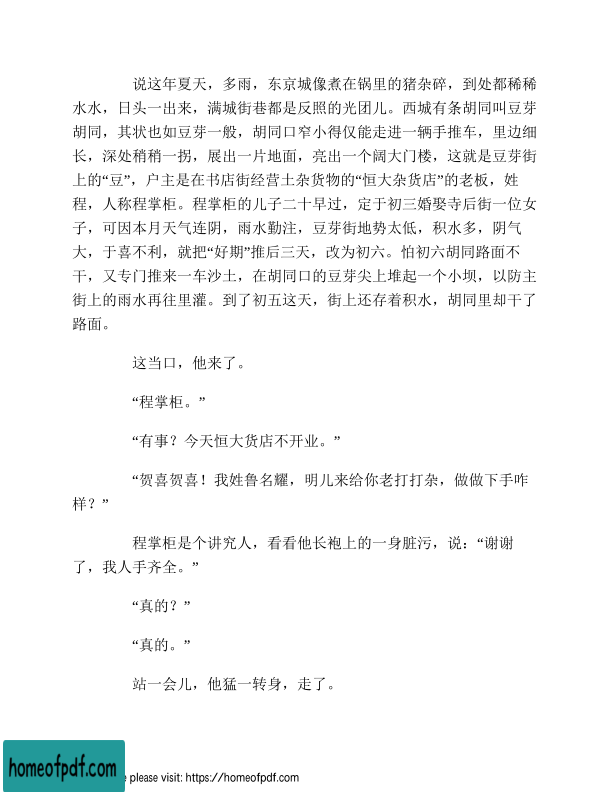 说这年夏天，多雨，东京城像煮在锅里的猪杂碎，到处都稀稀
水水，日头一出来，满城街巷都是反照的光团儿。西城有条胡同叫豆芽
胡同，其状也如豆芽一般，胡同口窄小得仅能走进一辆手推车，里边细
长，深处稍稍一拐，展出一片地面，亮出一个阔大门楼，这就是豆芽街
上的“豆”，户主是在书店街经营土杂货物的“恒大杂货店”的老板，姓
程，人称程掌柜。程掌柜的儿子二十早过，定于初三婚娶寺后街一位女
子，可因本月天气连阴，雨水勤注，豆芽街地势太低，积水多，阴气
大，于喜不利，就把“好期”推后三天，改为初六。怕初六胡同路面不
干，又专门推来一车沙土，在胡同口的豆芽尖上堆起一个小坝，以防主
街上的雨水再往里灌。到了初五这天，街上还存着积水，胡同里却干了
路面。
这当口，他来了。
“程掌柜。”
“有事？今天恒大货店不开业。”
“贺喜贺喜！我姓鲁名耀，明儿来给你老打打杂，做做下手咋
样？”
程掌柜是个讲究人，看看他长袍上的一身脏污，说：“谢谢
了，我人手齐全。”
“真的？”
“真的。”
站一会儿，他猛一转身，走了。
homeofpdf.com
e please visit: https://homeofpdf.com